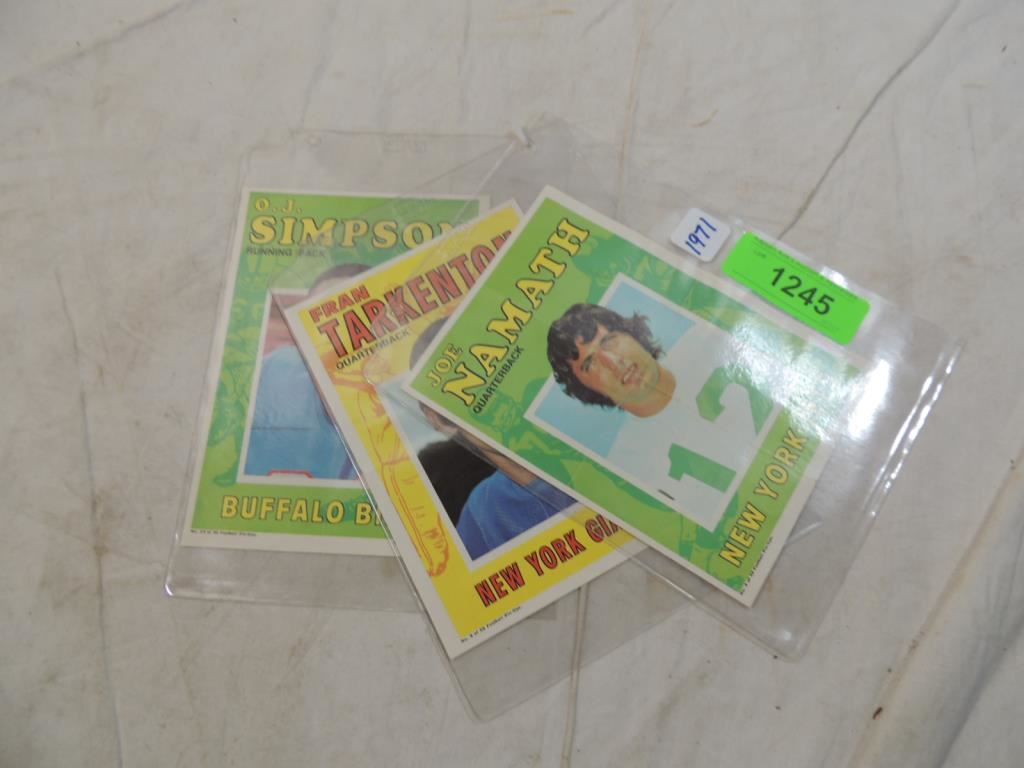 O.J.
SIMPSON
RUNNING BACK
BUFFALO B
FRAN
TARKENTON
QUARTERBACK
NEW YORK GIA
JOE
NAMATH
QUARTERBACK
12
NEW YORK
1971
1245